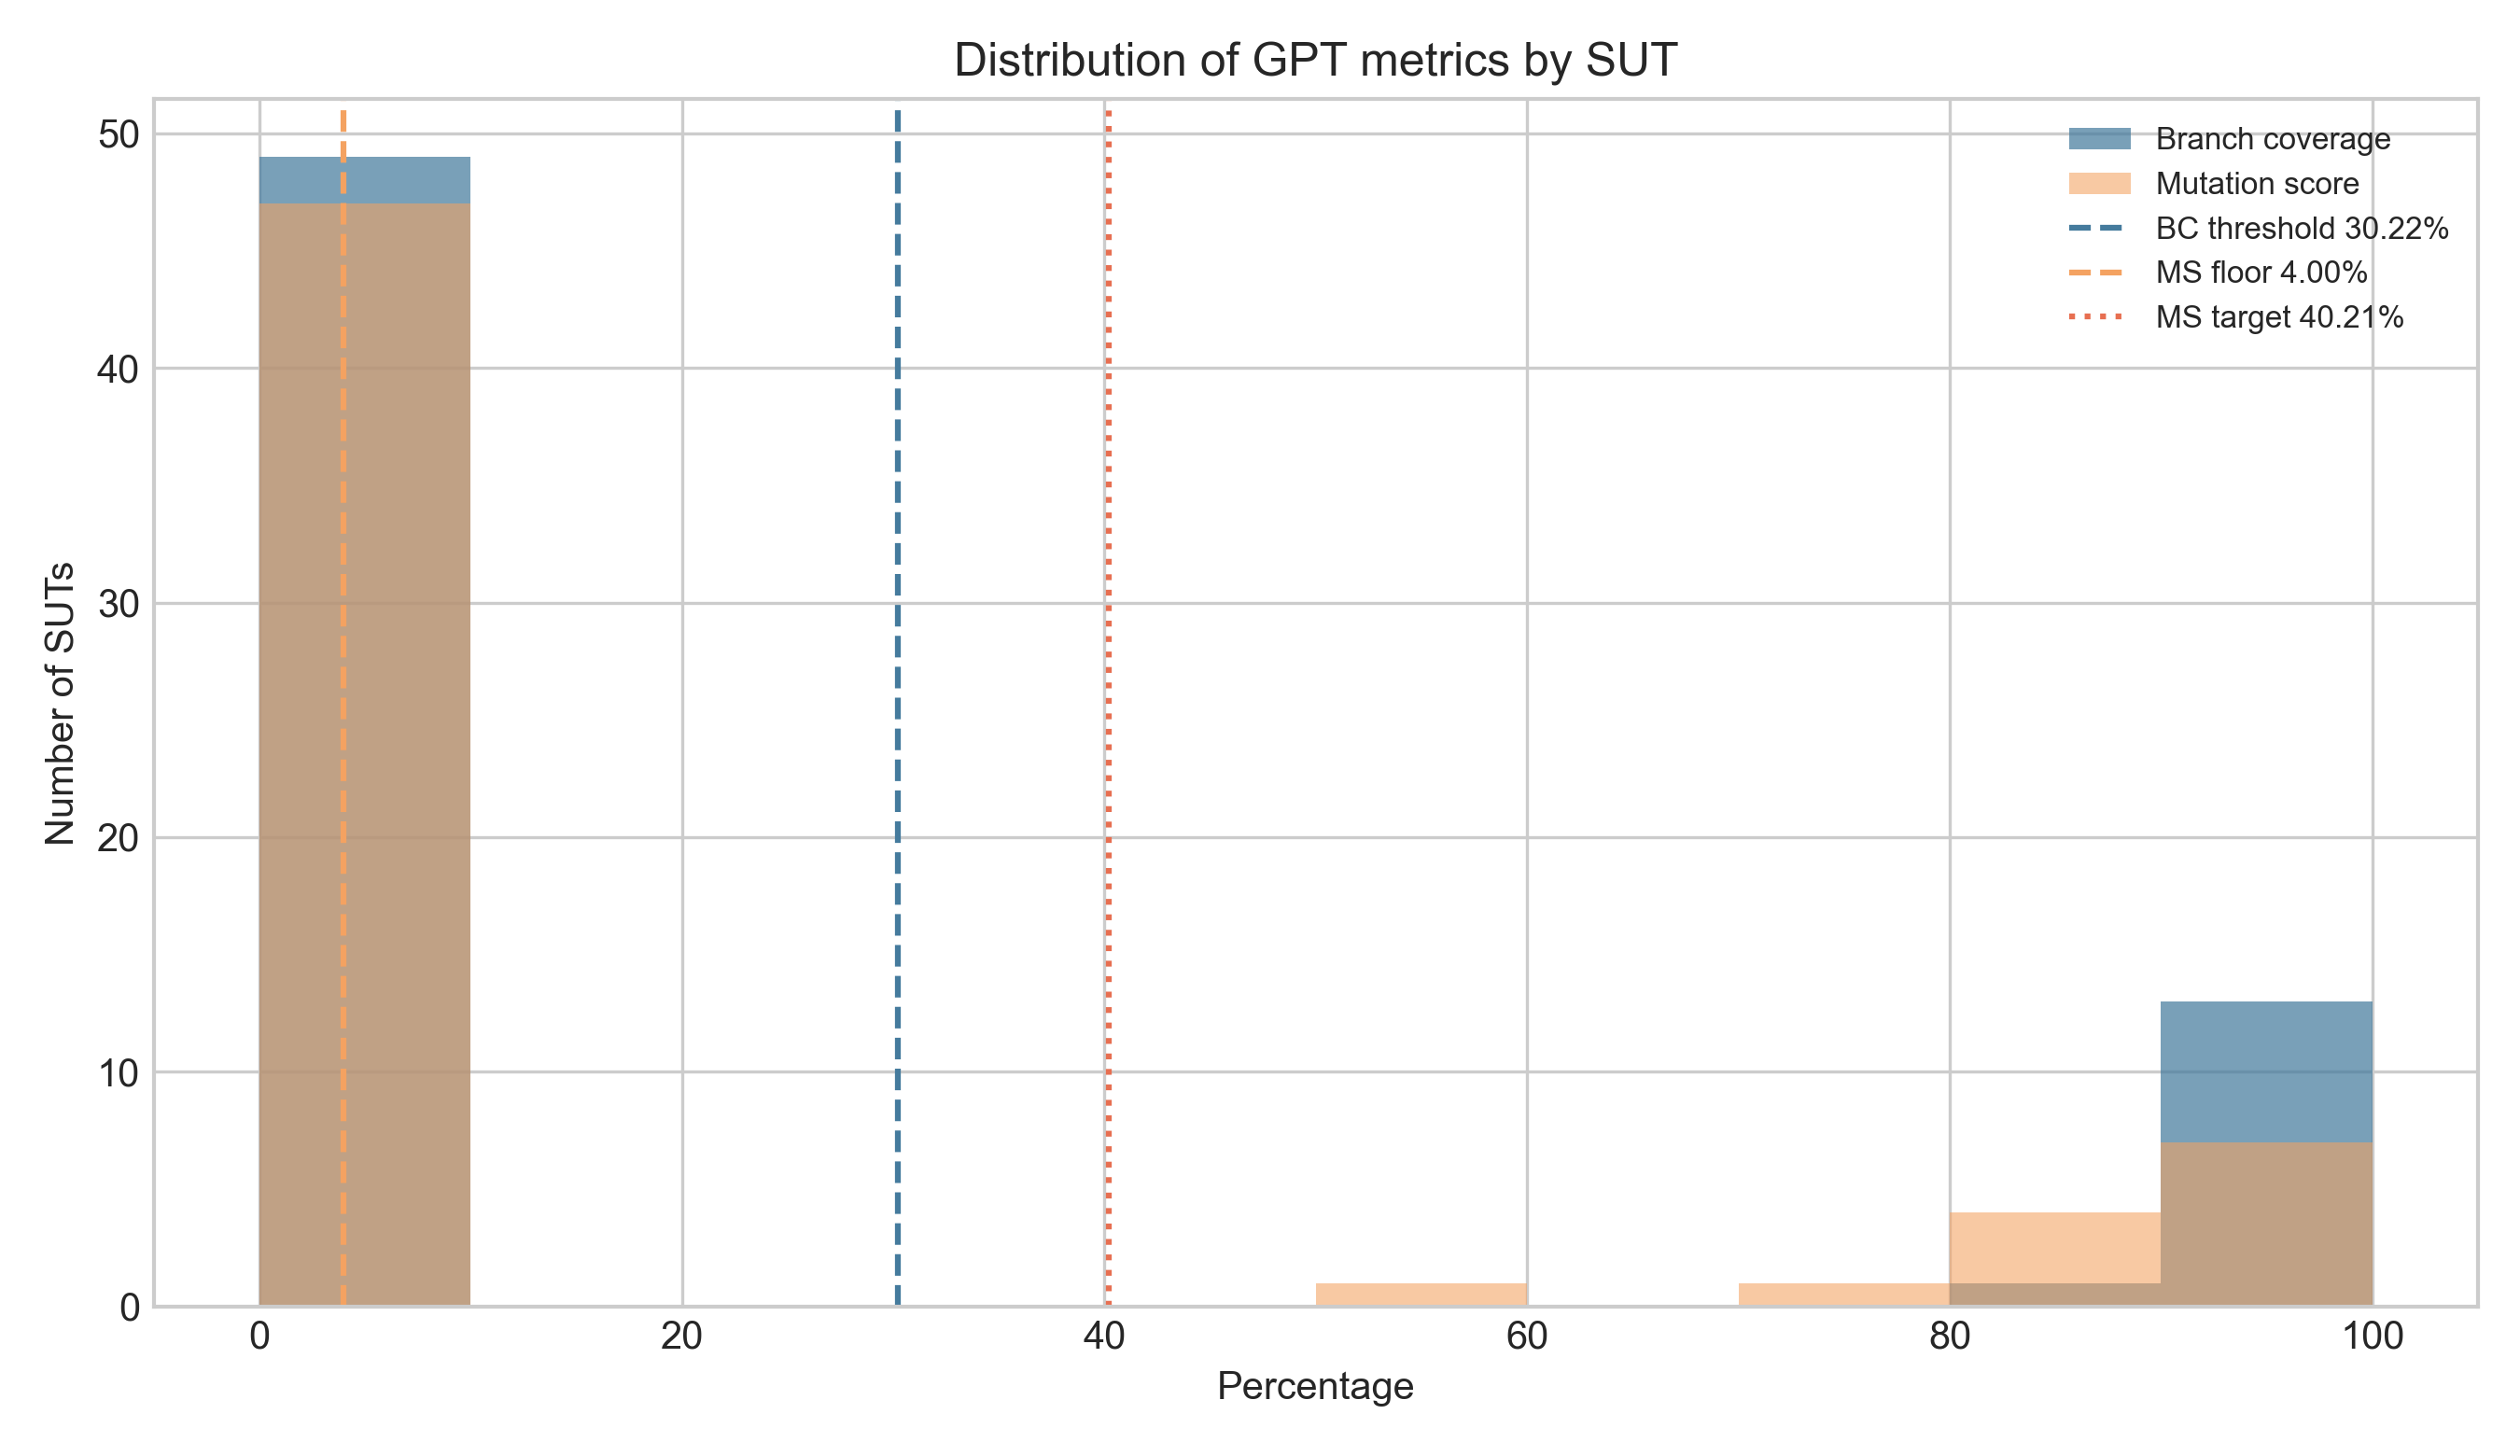 Distribution of GPT metrics by SUT
Branch coverage
Mutation score
BC threshold 30.22%
MS floor 4.00%
MS target 40.21%
Number of SUTs
50
40
30
20
10
0
0 20 40 60 80 100
Percentage